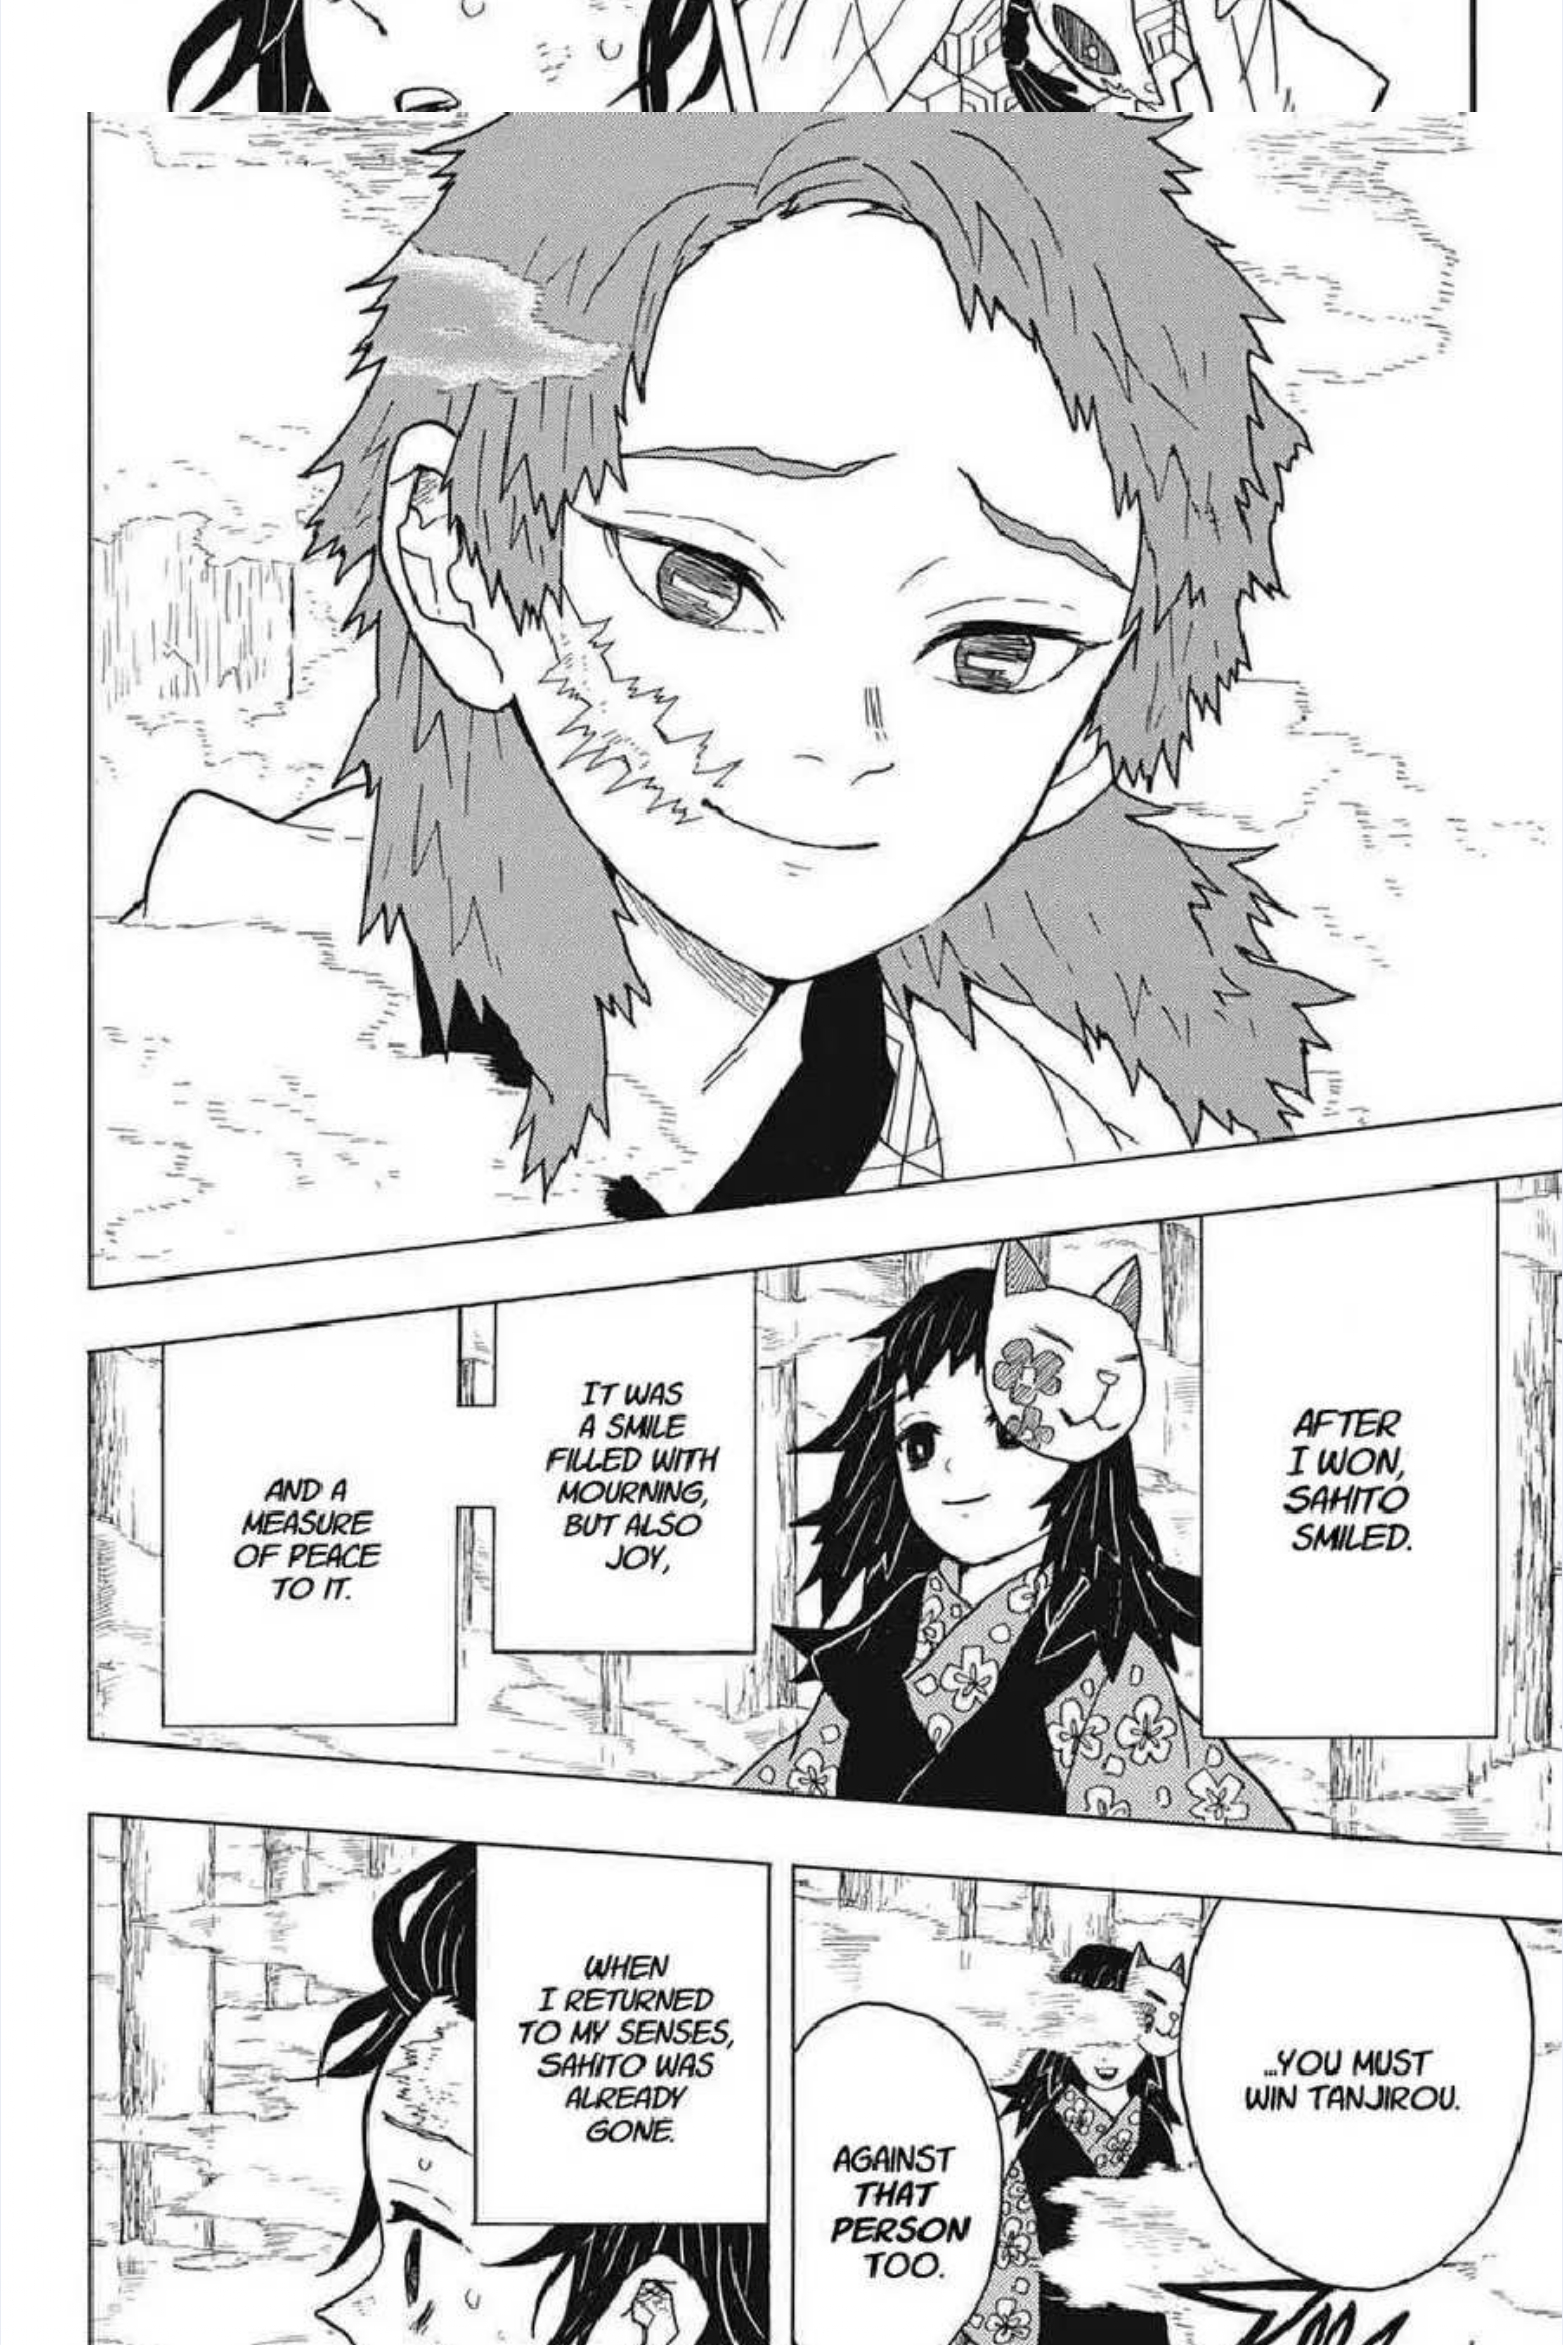 AFTER
I WON,
SAHITO
SMILED.
IT WAS
A SMILE
FILLED WITH
MOURNING,
BUT ALSO
JOY,
AND A
MEASURE
OF PEACE
TO IT.
...YOU MUST
WIN TANJIROU.
AGAINST
THAT
PERSON
TOO.
WHEN
I RETURNED
TO MY SENSES,
SAHITO WAS
ALREADY
GONE.